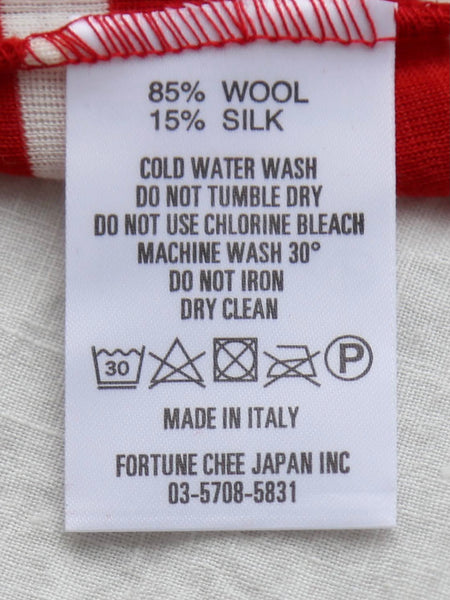 85% WOOL
15% SILK
COLD WATER WASH
DO NOT TUMBLE DRY
DO NOT USE CHLORINE BLEACH
MACHINE WASH 30°
DO NOT IRON
DRY CLEAN
30 P
MADE IN ITALY
FORTUNE CHEE JAPAN INC
03-5708-5831